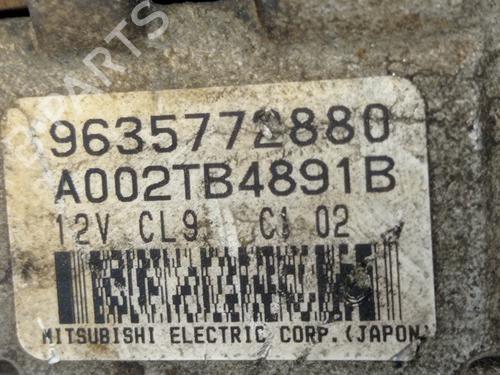 9635772880
A002TB4891B
12V CL9 C1 02
MITSUBISHI ELECTRIC CORP.(JAPON)